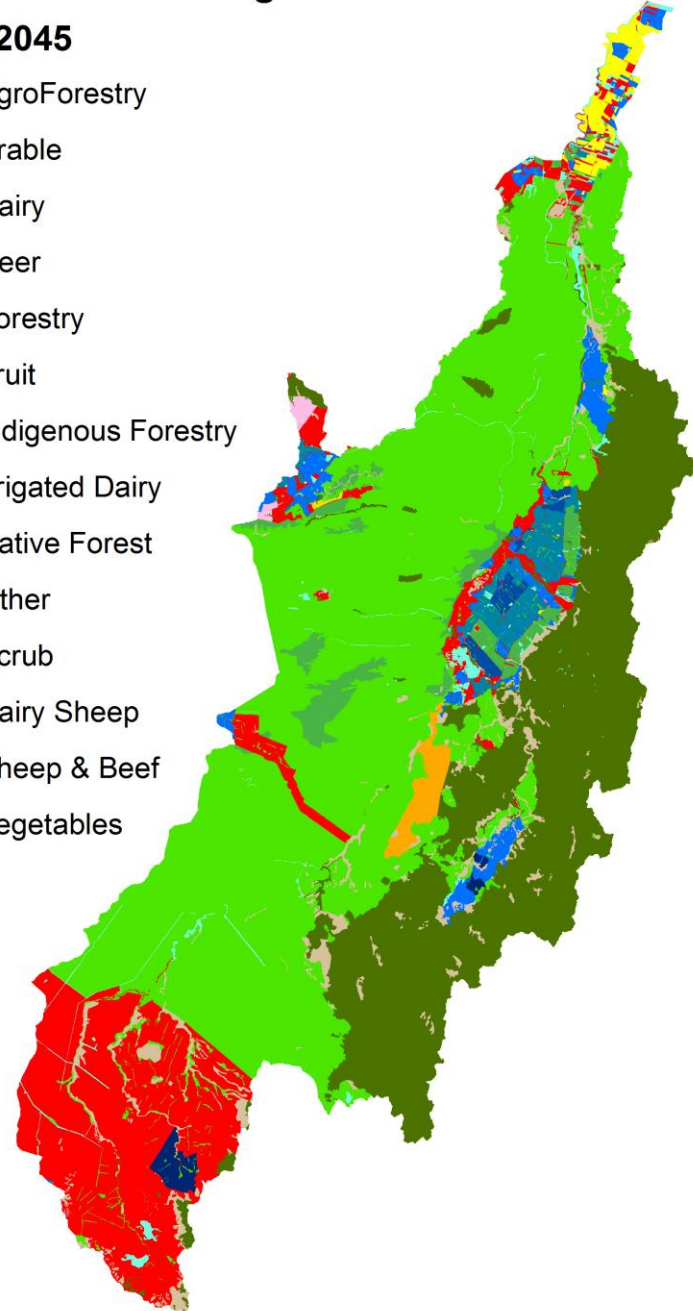 g
2045
groForestry
rable
airy
eer
orestry
ruit
digenous Forestry
rigated Dairy
ative Forest
ther
crub
airy Sheep
heep & Beef
egetables